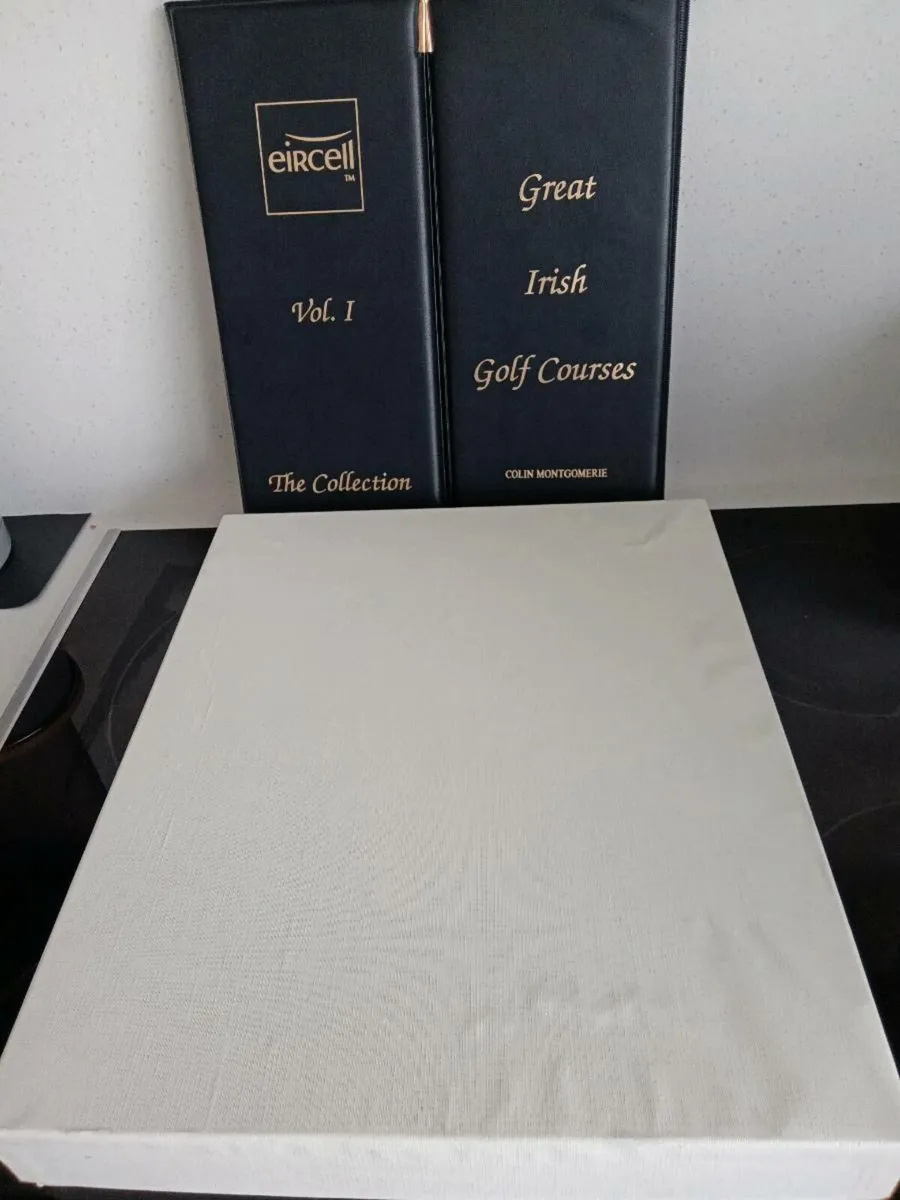 eiRcell
TM
Vol. I
The Collection
Great
Irish
Golf Courses
COLIN MONTGOMERIE